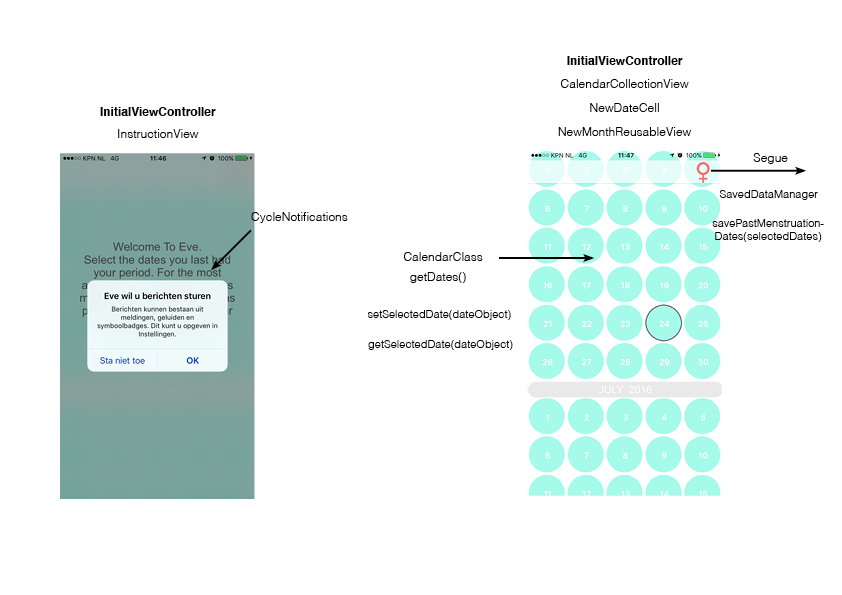 InitialViewController
InstructionView
●●●○○ KPN NL 4G 11:46 100%
CycleNotifications
Welcome To Eve.
Select the dates you last had
your period. For the most
Eve wil u berichten sturen
Berichten kunnen bestaan uit
meldingen, geluiden en
symboolbadges. Dit kunt u opgeven in
Instellingen.
Sta niet toe OK
InitialViewController
CalendarCollectionView
NewDateCell
NewMonthReusableView
●●●○○ KPN NL 4G 11:47 100%
1 2 3 4
6 7 8 9 10
11 12 13 14 15
16 17 18 19 20
21 22 23 24 25
26 27 28 29 30
JULY 2016
1 2 3 4 5
6 7 8 9 10
11 12 13 14 15
CalendarClass
getDates()
setSelectedDate(dateObject)
getSelectedDate(dateObject)
Segue
SavedDataManager
savePastMenstruation-
Dates(selectedDates)